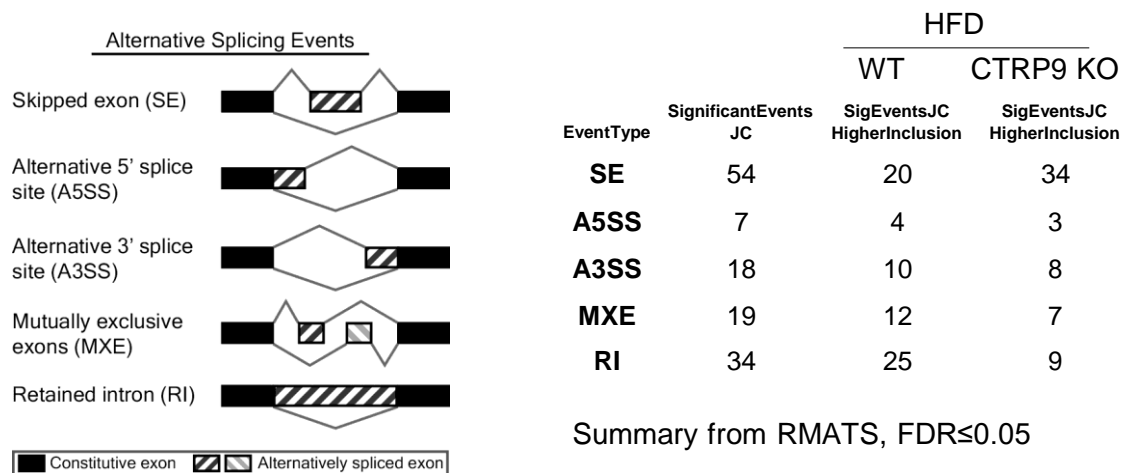 Alternative Splicing Events
Skipped exon (SE)
Alternative 5' splice
site (A5SS)
Alternative 3' splice
site (A3SS)
Mutually exclusive
exons (MXE)
Retained intron (RI)
Constitutive exon Alternatively spliced exon
HFD
WT CTRP9 KO
EventType SignificantEvents JC SigEventsJC HigherInclusion SigEventsJC HigherInclusion
SE 54 20 34
A5SS 7 4 3
A3SS 18 10 8
MXE 19 12 7
RI 34 25 9
Summary from RMATS, FDR≤0.05